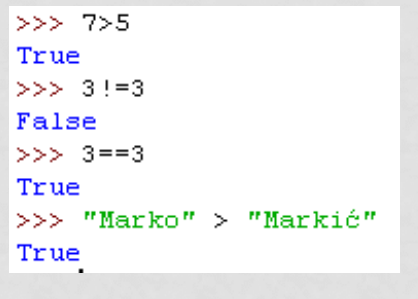 >>> 7>5
True
>>> 3!=3
False
>>> 3==3
True
>>> "Marko" > "Markić"
True